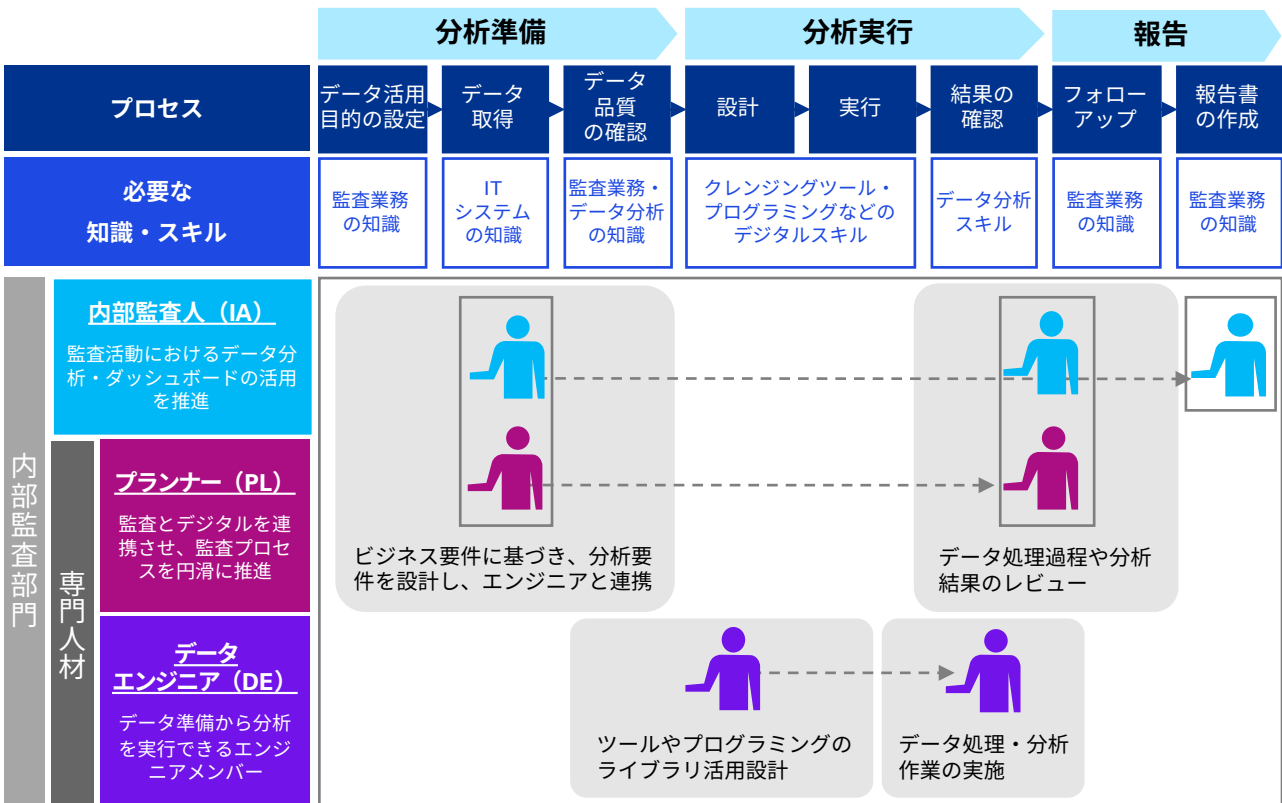 分析準備
分析実行
報告
プロセス
データ活用
目的の設定
データ
取得
データ
品質
の確認
設計
実行
結果の
確認
フォロー
アップ
報告書
の作成
必要な
知識・スキル
監査業務
の知識
IT
システム
の知識
監査業務・
データ分析
の知識
クレンジングツール・
プログラミングなどの
デジタルスキル
データ分析
スキル
監査業務
の知識
監査業務
の知識
内部監査部門
内部監査人（IA）
監査活動におけるデータ分
析・ダッシュボードの活用
を推進
専門人材
プランナー（PL）
監査とデジタルを連
携させ、監査プロセ
スを円滑に推進
ビジネス要件に基づき、分析要
件を設計し、エンジニアと連携
データ処理過程や分析
結果のレビュー
データ
エンジニア（DE）
データ準備から分析
を実行できるエンジ
ニアメンバー
ツールやプログラミングの
ライブラリ活用設計
データ処理・分析
作業の実施